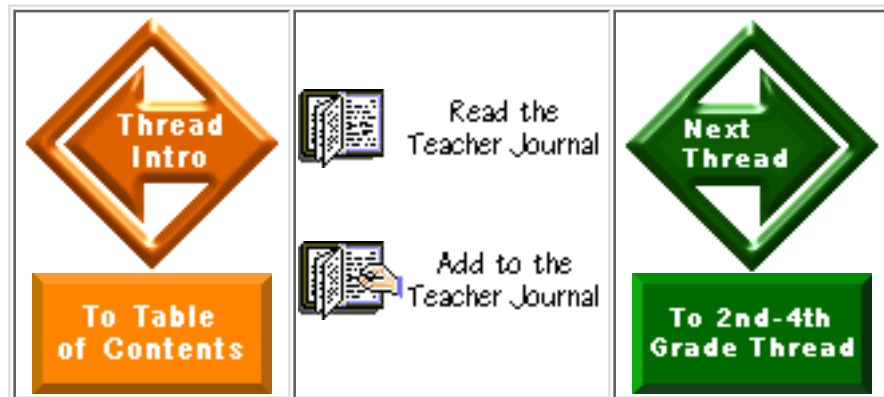 Thread
Intro
To Table
of Contents
Read the
Teacher Journal
Add to the
Teacher Journal
Next
Thread
To 2nd-4th
Grade Thread